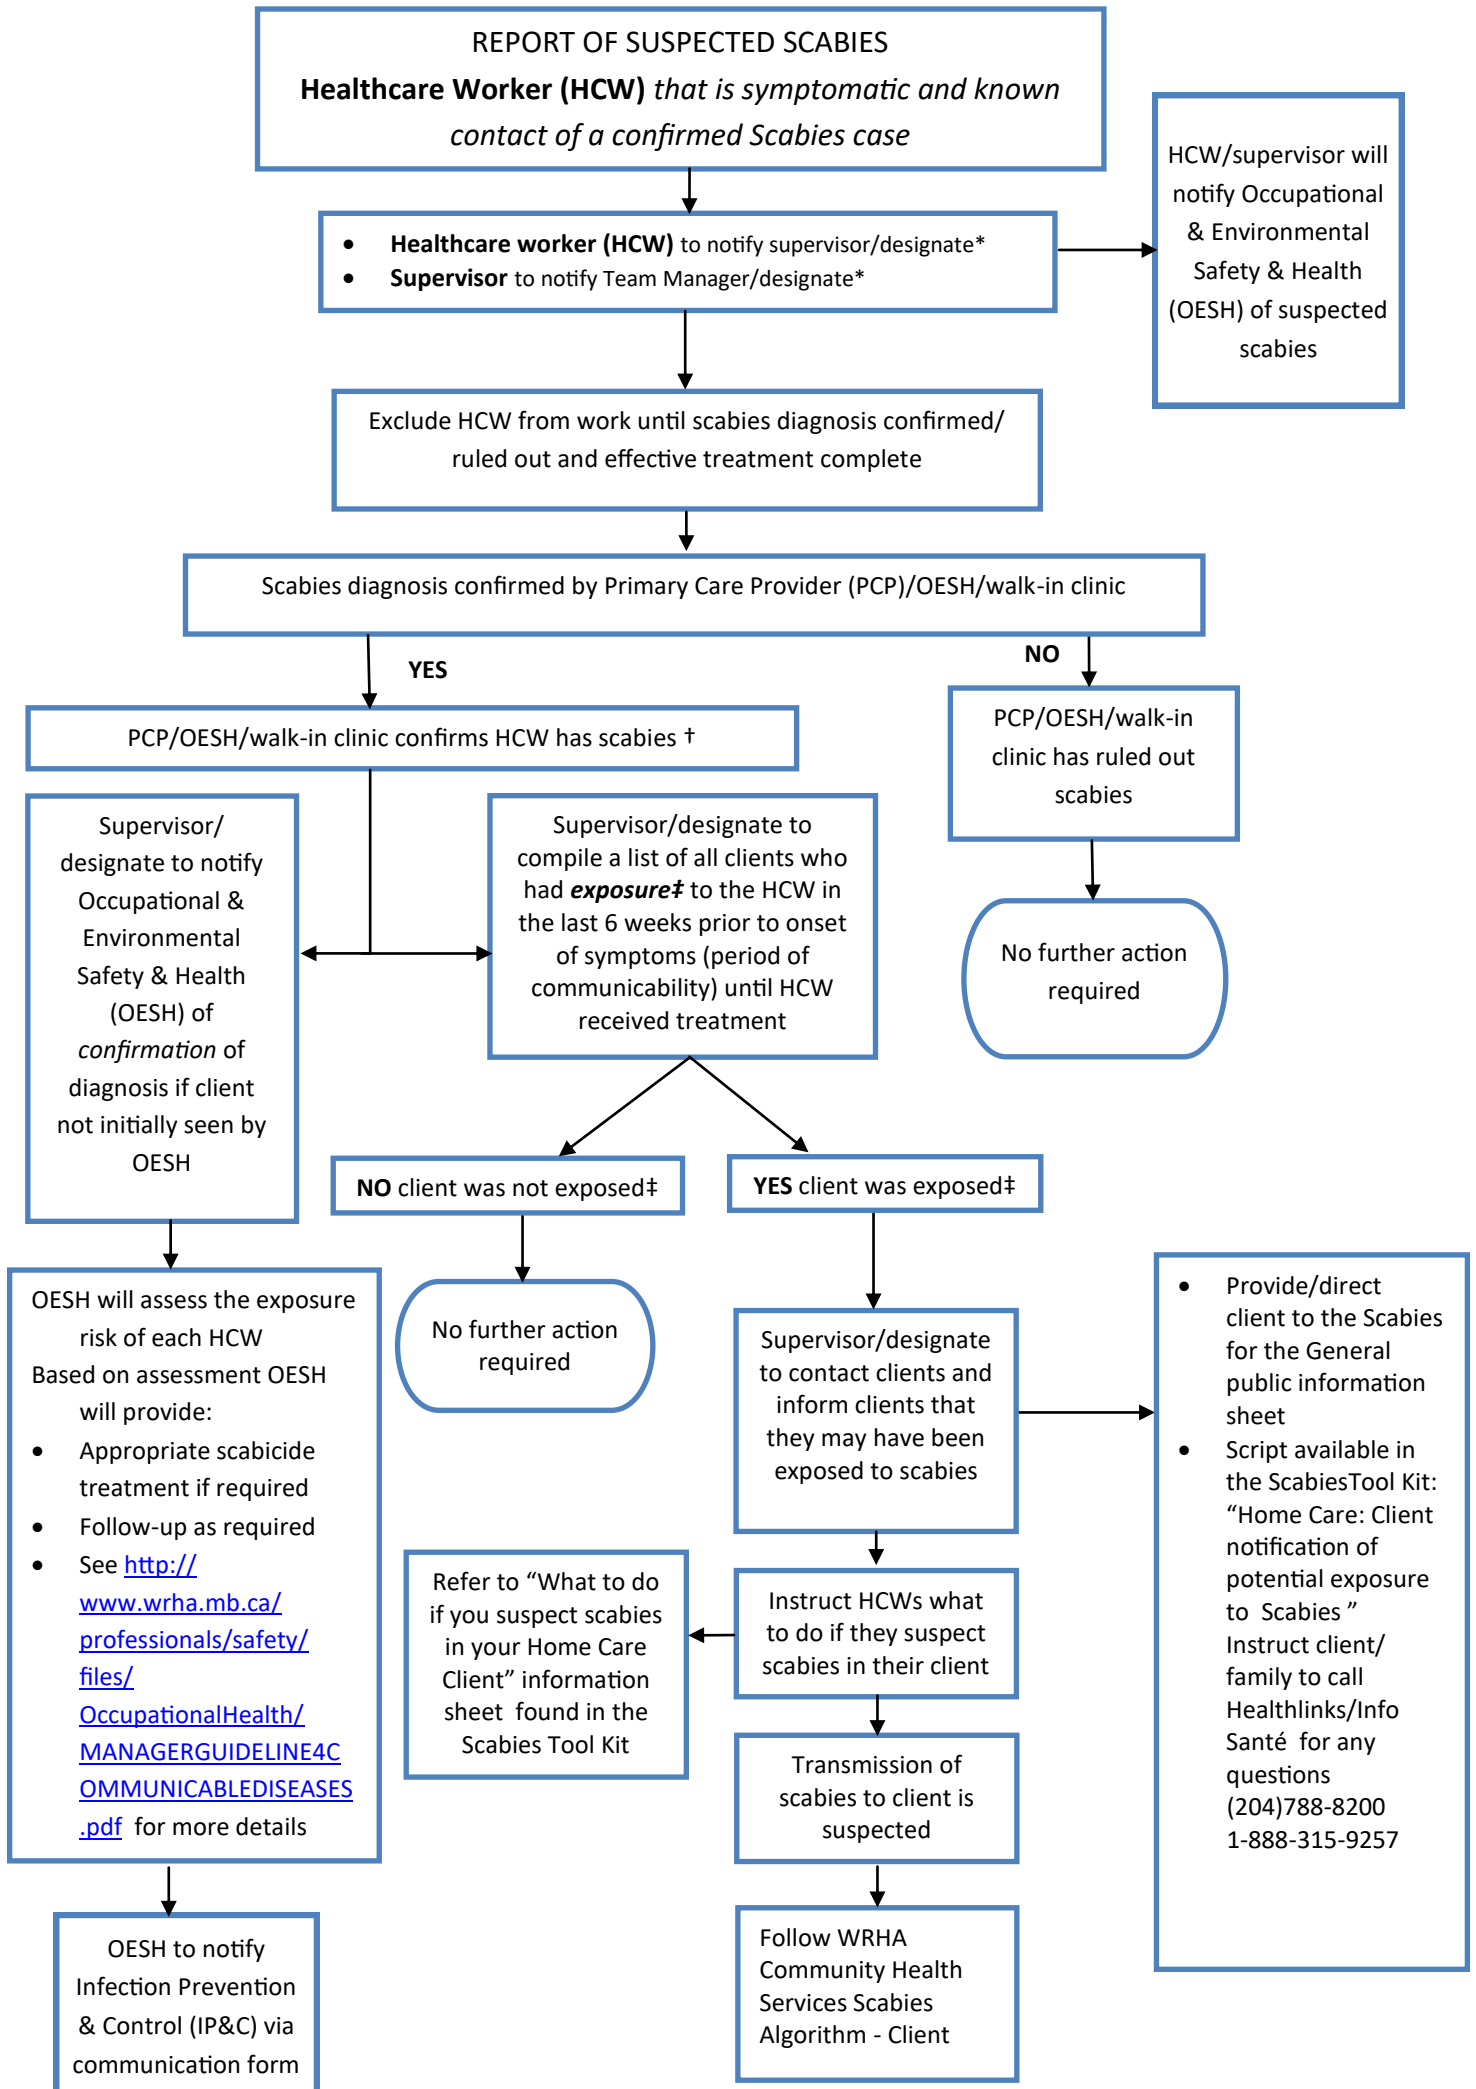 REPORT OF SUSPECTED SCABIES
Healthcare Worker (HCW) that is symptomatic and known
contact of a confirmed Scabies case
HCW/supervisor will
notify Occupational
& Environmental
Safety & Health
(OESH) of suspected
scabies
• Healthcare worker (HCW) to notify supervisor/designate*
• Supervisor to notify Team Manager/designate*
Exclude HCW from work until scabies diagnosis confirmed/
ruled out and effective treatment complete
Scabies diagnosis confirmed by Primary Care Provider (PCP)/OESH/walk-in clinic
YES
NO
PCP/OESH/walk-in clinic confirms HCW has scabies †
PCP/OESH/walk-in
clinic has ruled out
scabies
No further action
required
Supervisor/
designate to notify
Occupational &
Environmental
Safety & Health
(OESH) of
confirmation of
diagnosis if client
not initially seen by
OESH
Supervisor/designate to
compile a list of all clients who
had exposure‡ to the HCW in
the last 6 weeks prior to onset
of symptoms (period of
communicability) until HCW
received treatment
NO client was not exposed‡
YES client was exposed‡
No further action
required
OESH will assess the exposure
risk of each HCW
Based on assessment OESH
will provide:
• Appropriate scabicide
treatment if required
• Follow-up as required
• See http://
www.wrha.mb.ca/
professionals/safety/
files/
OccupationalHealth/
MANAGERGUIDELINE4C
OMMUNICABLEDISEASES
.pdf for more details
OESH to notify
Infection Prevention
& Control (IP&C) via
communication form
Supervisor/designate
to contact clients and
inform clients that
they may have been
exposed to scabies
• Provide/direct
client to the Scabies
for the General
public information
sheet
• Script available in
the ScabiesTool Kit:
“Home Care: Client
notification of
potential exposure
to Scabies ”
Instruct client/
family to call
Healthlinks/Info
Santé for any
questions
(204)788-8200
1-888-315-9257
Instruct HCWs what
to do if they suspect
scabies in their client
Refer to “What to do
if you suspect scabies
in your Home Care
Client” information
sheet found in the
Scabies Tool Kit
Transmission of
scabies to client is
suspected
Follow WRHA
Community Health
Services Scabies
Algorithm - Client